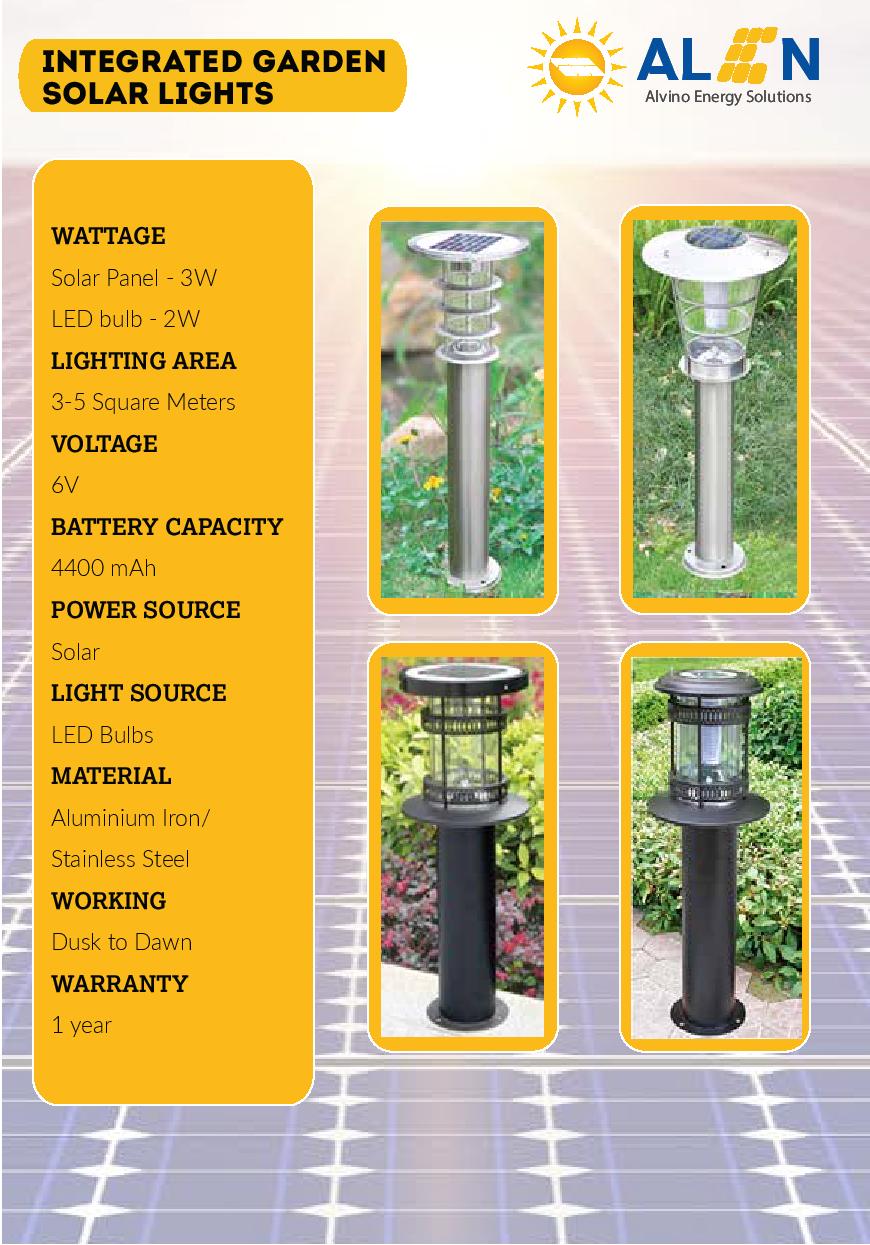 INTEGRATED GARDEN
SOLAR LIGHTS
ALEN
Alvino Energy Solutions
WATTAGE
Solar Panel - 3W
LED bulb - 2W
LIGHTING AREA
3-5 Square Meters
VOLTAGE
6V
BATTERY CAPACITY
4400 mAh
POWER SOURCE
Solar
LIGHT SOURCE
LED Bulbs
MATERIAL
Aluminium Iron/
Stainless Steel
WORKING
Dusk to Dawn
WARRANTY
1 year